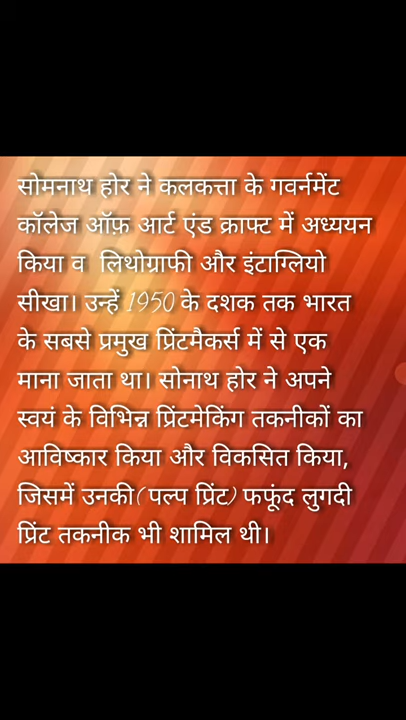 सोमनाथ होर ने कलकत्ता के गवर्नमेंट
कॉलेज ऑफ़ आर्ट एंड क्राफ्ट में अध्ययन
किया व लिथोग्राफी और इंटाग्लियो
सीखा। उन्हें 1950 के दशक तक भारत
के सबसे प्रमुख प्रिंटमैकर्स में से एक
माना जाता था। सोनाथ होर ने अपने
स्वयं के विभिन्न प्रिंटमेकिंग तकनीकों का
आविष्कार किया और विकसित किया,
जिसमें उनकी(पल्प प्रिंट) फफूंद लुगदी
प्रिंट तकनीक भी शामिल थी।